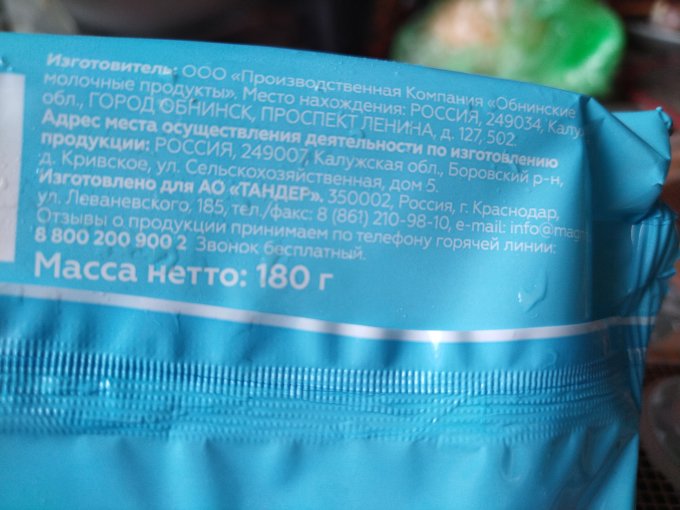 Изготовитель: ООО «Производственная Компания «Обнинские
молочные продукты». Место нахождения: РОССИЯ, 249034, Калу
обл., ГОРОД ОБНИНСК, ПРОСПЕКТ ЛЕНИНА, д. 127, 502.
Адрес места осуществления деятельности по изготовлению
продукции: РОССИЯ, 249007, Калужская обл., Боровский р-н,
д. Кривское, ул. Сельскохозяйственная, дом 5.
Изготовлено для АО «ТАНДЕР». 350002, Россия, г. Краснодар,
ул. Леваневского, 185, тел./факс: 8 (861) 210-98-10, e-mail: info@magn
Отзывы о продукции принимаем по телефону горячей линии:
8 800 200 900 2 Звонок бесплатный.
Масса нетто: 180 г